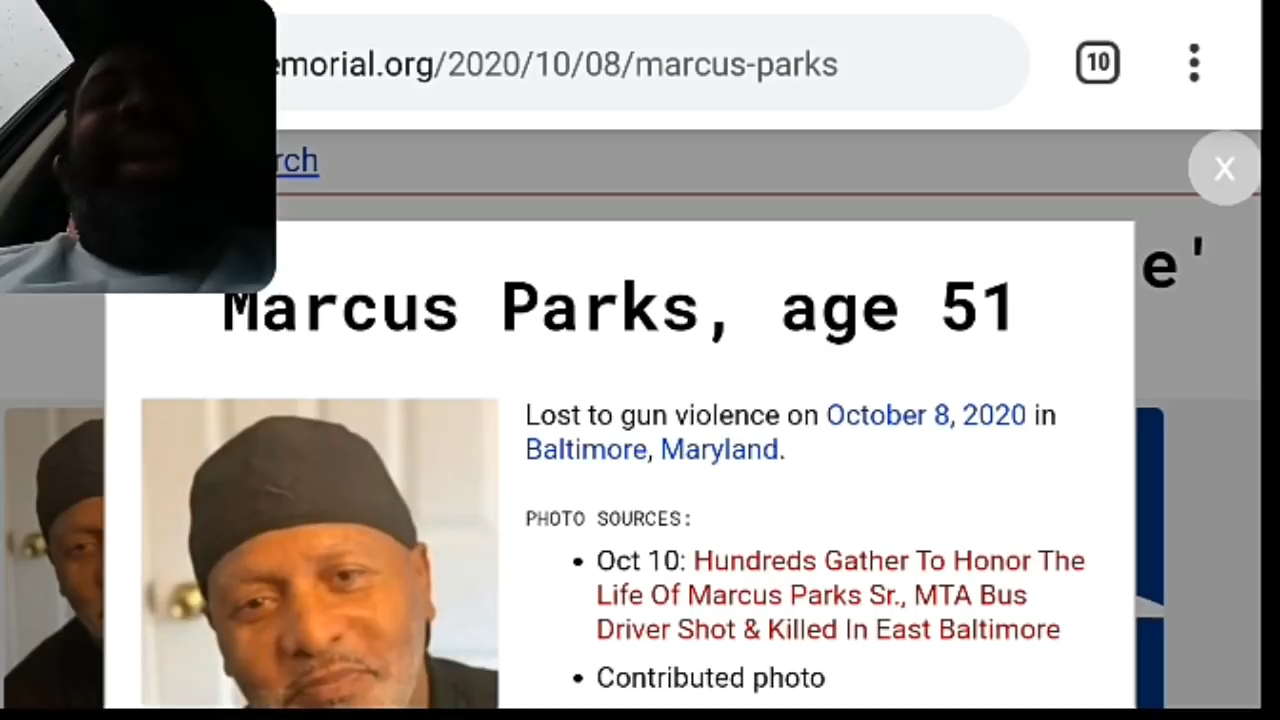 emorial.org/2020/10/08/marcus-parks
10
rch
X
e'
Marcus Parks, age 51
Lost to gun violence on October 8, 2020 in
Baltimore, Maryland.
PHOTO SOURCES:
• Oct 10: Hundreds Gather To Honor The
Life Of Marcus Parks Sr., MTA Bus
Driver Shot & Killed In East Baltimore
• Contributed photo